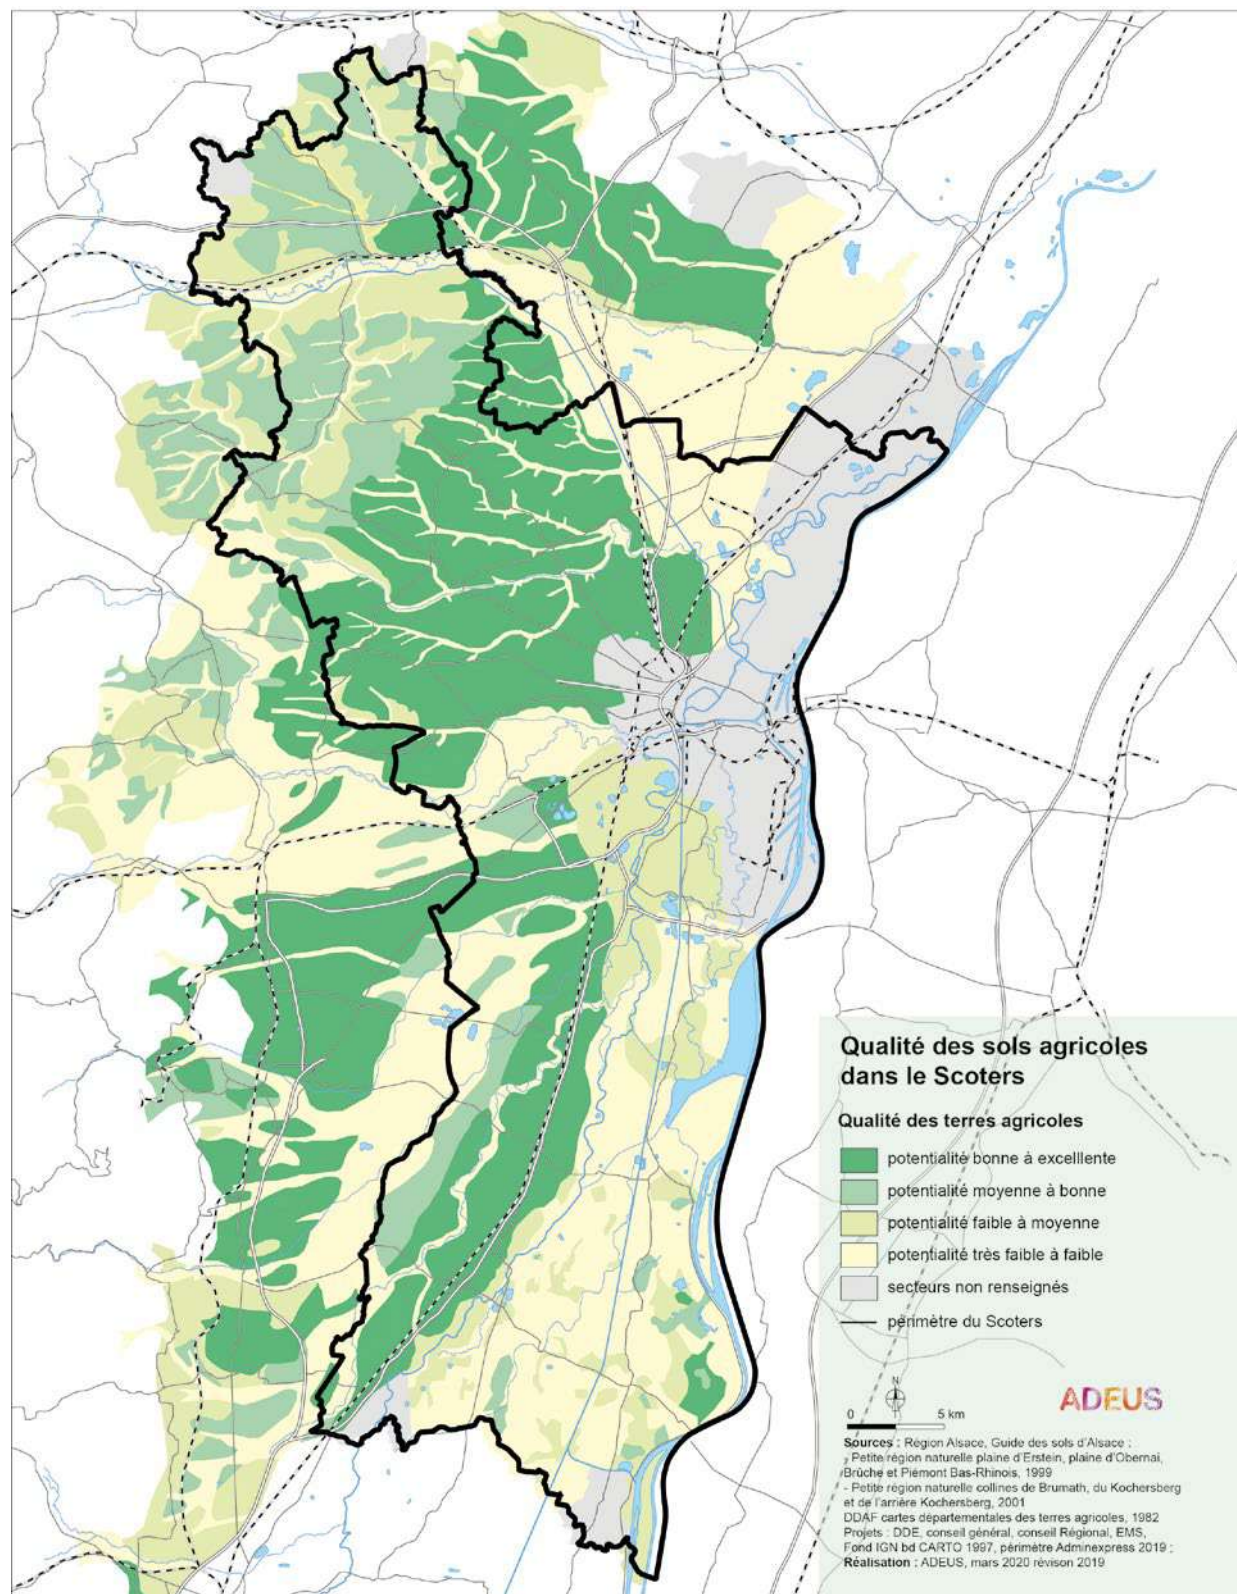 Qualité des sols agricoles
dans le Scoters
Qualité des terres agricoles
potentialité bonne à excelllente
potentialité moyenne à bonne
potentialité faible à moyenne
potentialité très faible à faible
secteurs non renseignés
périmètre du Scoters
N
0 5 km
ADEUS
Sources : Région Alsace, Guide des sols d'Alsace :
- Petite région naturelle plaine d'Erstein, plaine d'Obernai,
Brûche et Piémont Bas-Rhinois, 1999
- Petite région naturelle collines de Brumath, du Kochersberg
et de l'arrière Kochersberg, 2001
DDAF cartes départementales des terres agricoles, 1982
Projets : DDE, conseil général, conseil Régional, EMS,
Fond IGN bd CARTO 1997, périmètre Adminexpress 2019 ;
Réalisation : ADEUS, mars 2020 révison 2019